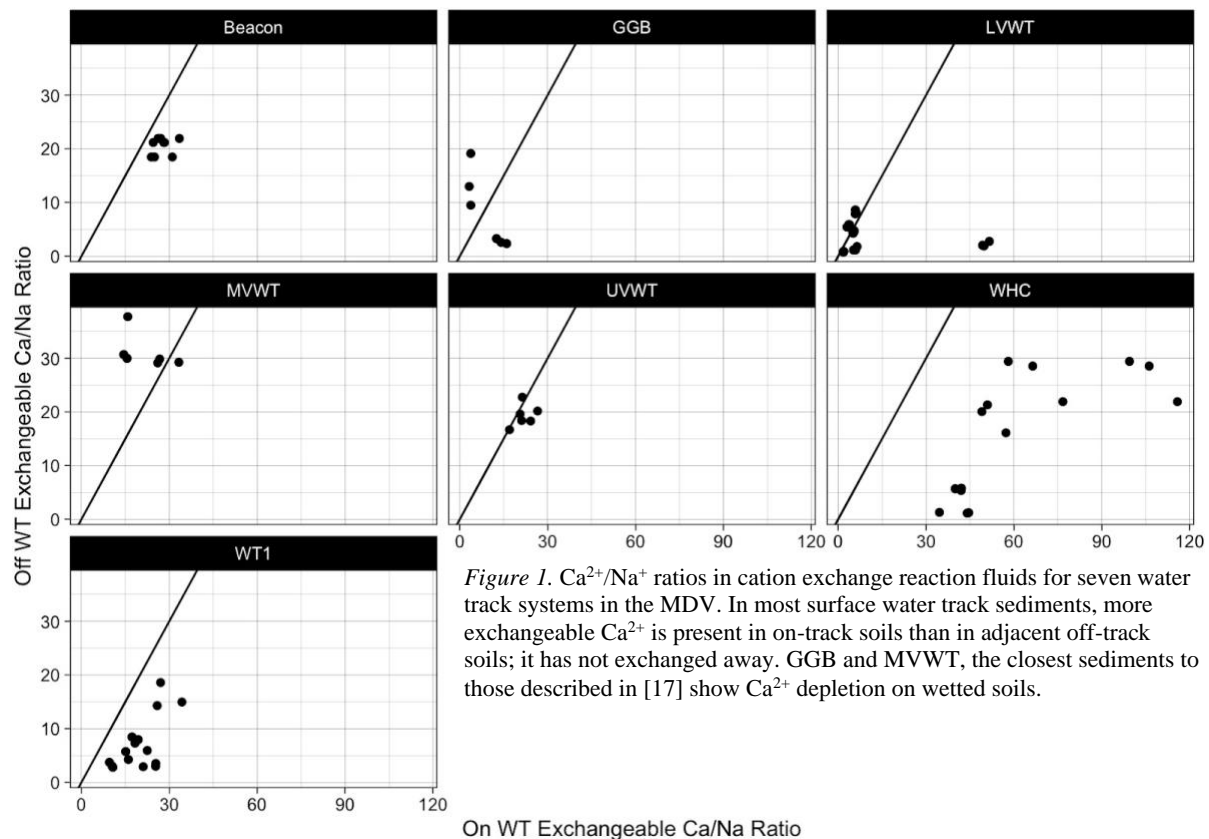 Beacon
GGB
LVWT
30
20
10
0
MVWT
UVWT
WHC
30
20
10
0
0
30
60
90
120
0
30
60
90
120
WT1
30
20
10
0
0
30
60
90
120
Off WT Exchangeable Ca/Na Ratio
On WT Exchangeable Ca/Na Ratio
Figure 1. Ca²⁺/Na⁺ ratios in cation exchange reaction fluids for seven water
track systems in the MDV. In most surface water track sediments, more
exchangeable Ca²⁺ is present in on-track soils than in adjacent off-track
soils; it has not exchanged away. GGB and MVWT, the closest sediments to
those described in [17] show Ca²⁺ depletion on wetted soils.